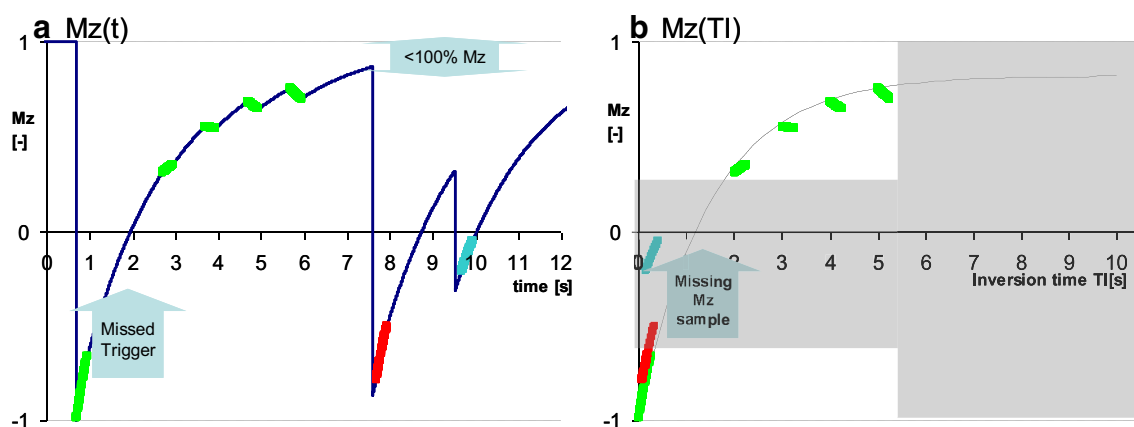 a Mz(t)
1
Mz
[-]
0
-1
<100% Mz
0 1 2 3 4 5 6 7 8 9 10 11 12
time [s]
Missed
Trigger
b Mz(TI)
1
Mz
[-]
0
-1
0 2 3 4 5 6 7 8 9 10
Inversion time TI[s]
Missing
Mz
sample